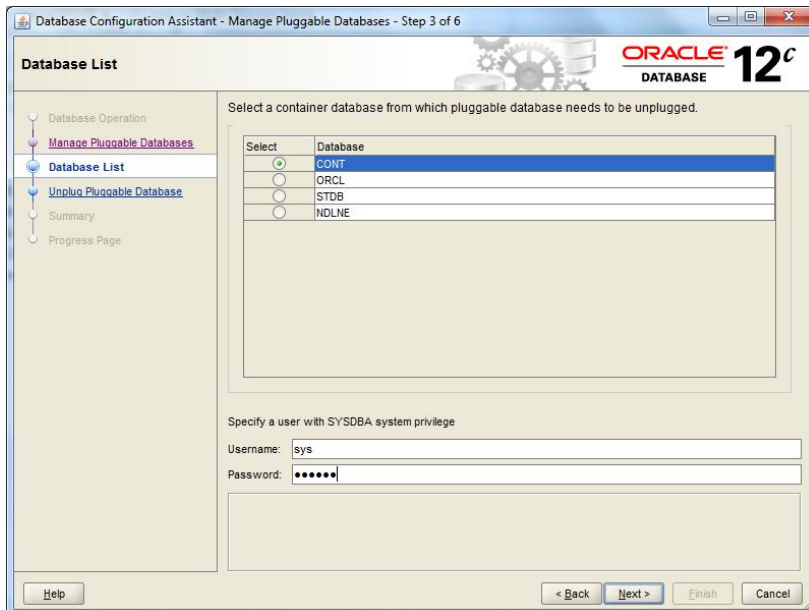 Database Configuration Assistant - Manage Pluggable Databases - Step 3 of 6
Database List
ORACLE DATABASE 12c
Database Operation
Manage Pluggable Databases
Database List
Unplug Pluggable Database
Summary
Progress Page
Select a container database from which pluggable database needs to be unplugged.
Select Database
CONT
ORCL
STDB
NDLNE
Specify a user with SYSDBA system privilege
Username: sys
Password: ••••••
Help < Back Next > Finish Cancel